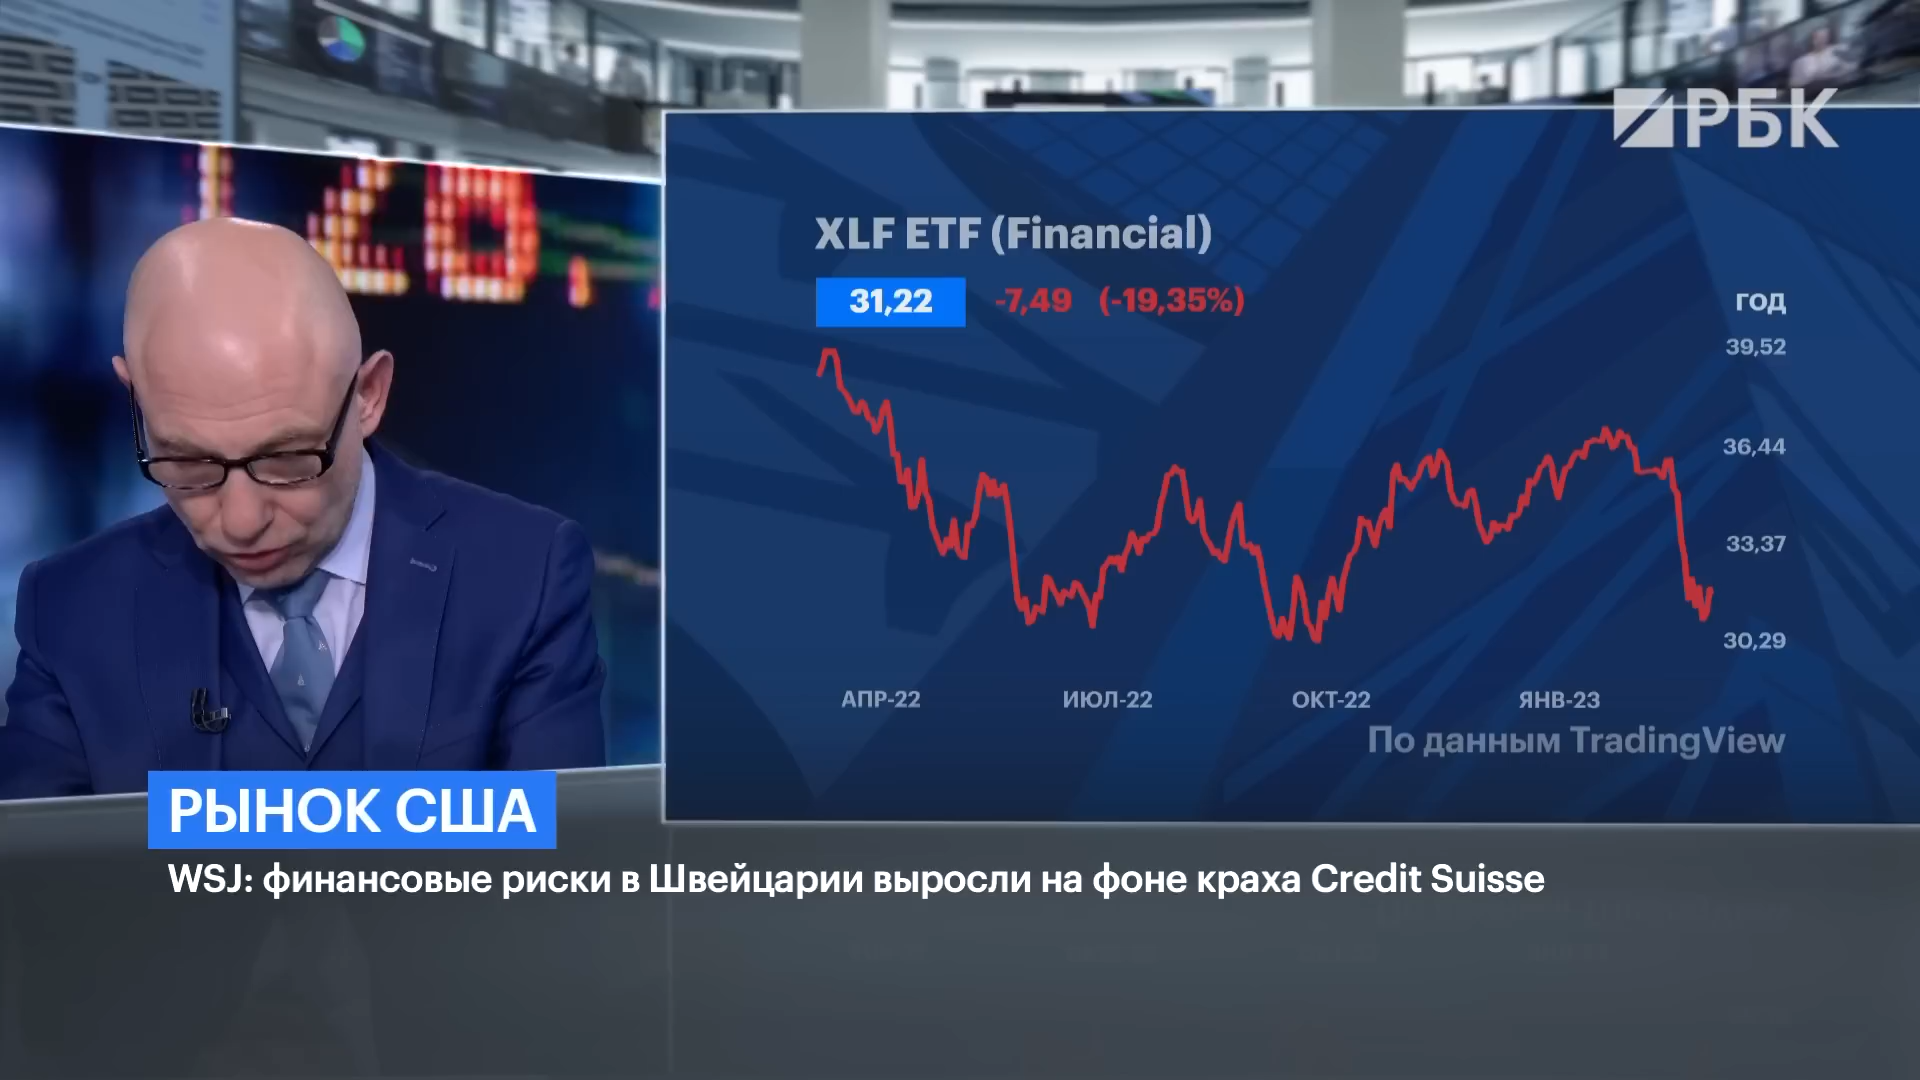 РБК
XLF ETF (Financial)
31,22 -7,49 (-19,35%)
год
39,52
36,44
33,37
30,29
АПР-22 ИЮЛ-22 ОКТ-22 ЯНВ-23
По данным TradingView
РЫНОК США
WSJ: финансовые риски в Швейцарии выросли на фоне краха Credit Suisse